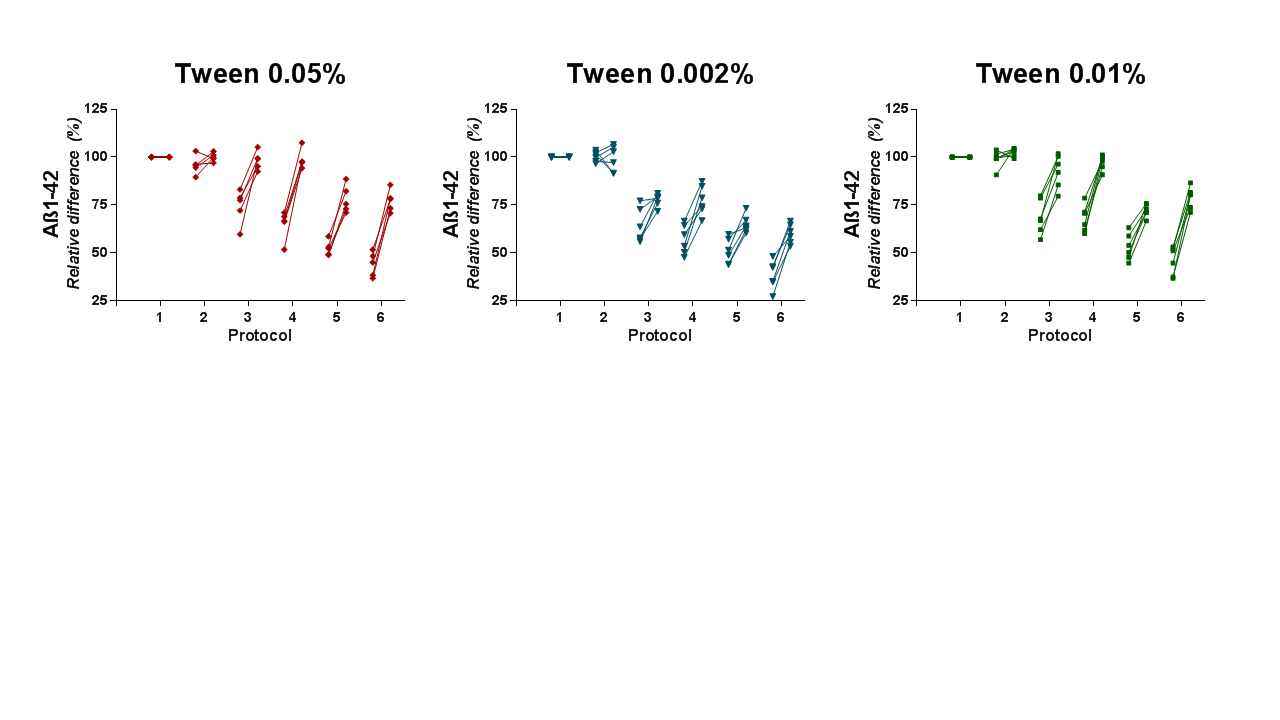 Tween 0.05%
Aß1-42
Relative difference (%)
125
100
75
50
25
1 2 3 4 5 6
Protocol
Tween 0.002%
Aß1-42
Relative difference (%)
125
100
75
50
25
1 2 3 4 5 6
Protocol
Tween 0.01%
Aß1-42
Relative difference (%)
125
100
75
50
25
1 2 3 4 5 6
Protocol